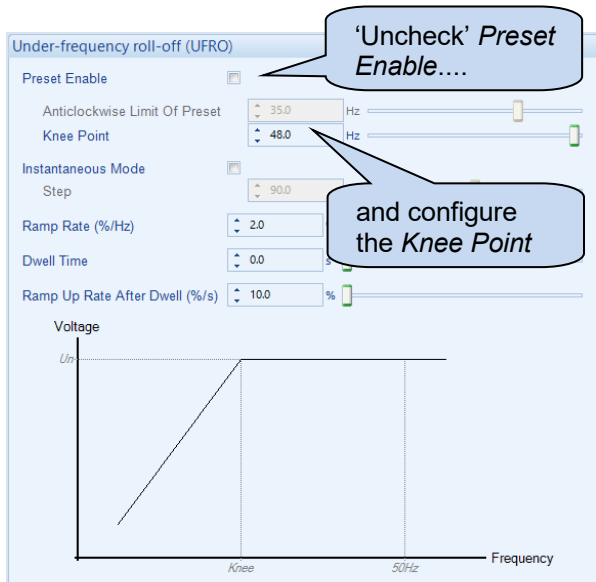 Under-frequency roll-off (UFRO)
‘Uncheck’ Preset
Enable....
Preset Enable
Anticlockwise Limit Of Preset 35.0 Hz
Knee Point 48.0 Hz
Instantaneous Mode
Step 90.0
and configure
the Knee Point
Ramp Rate (%/Hz) 2.0
Dwell Time 0.0 s
Ramp Up Rate After Dwell (%/s) 10.0 %
Voltage
Un
Frequency
Knee 50Hz